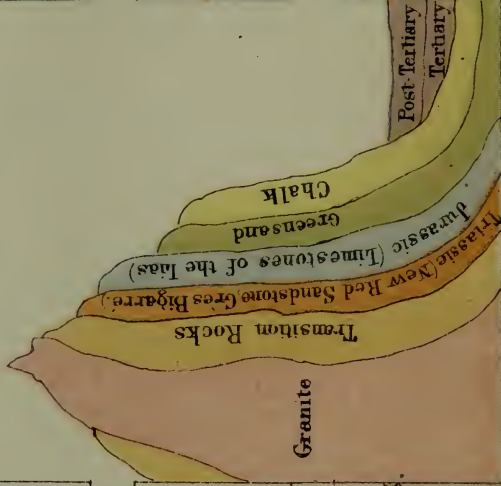 Post-Tertiary
Tertiary
Chalk
Greensand
Jurassic (Limestones of the Lias)
Triassic (New Red Sandstone, Grès Bigarré.)
Transition Rocks
Granite